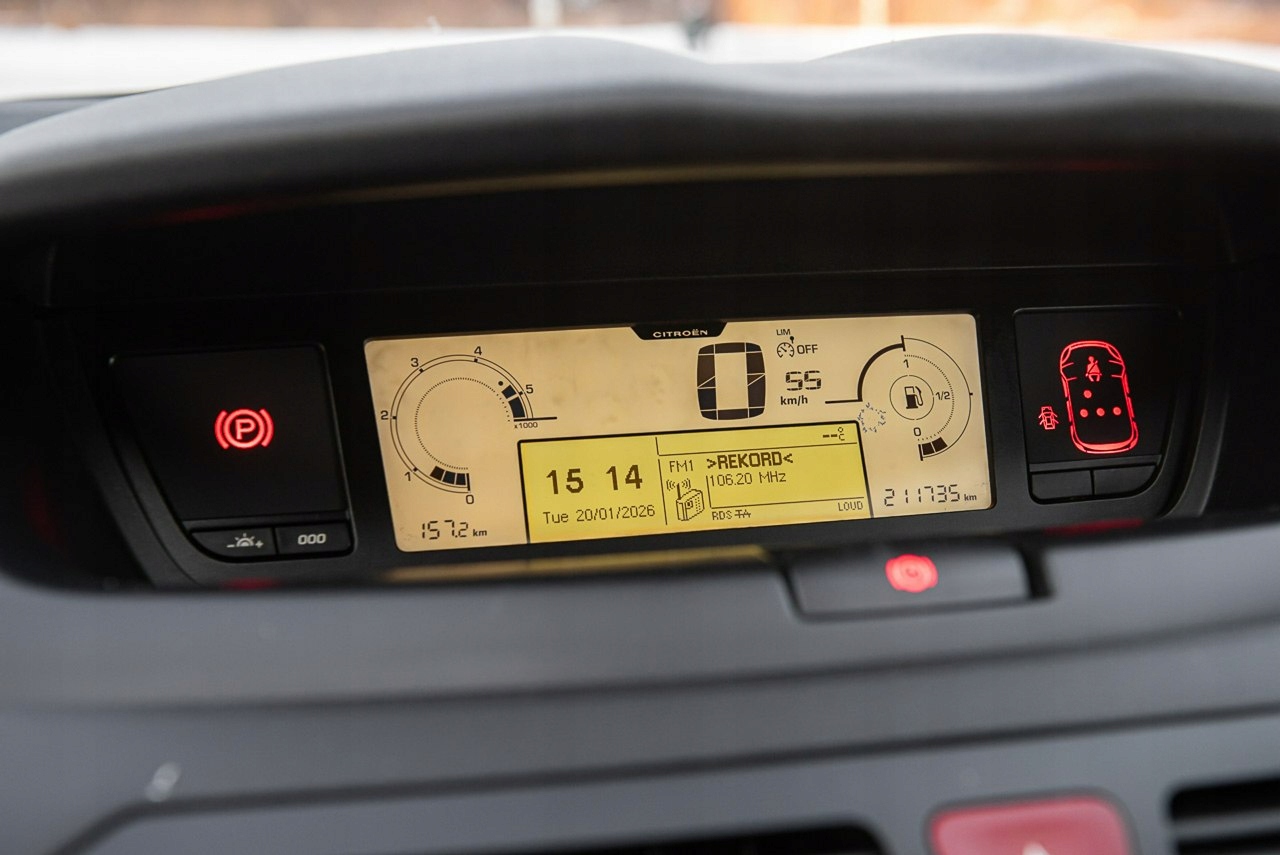 CITROËN
LIM
OFF
0
55
km/h
4
3
5
2
x1000
1
0
1
1/2
0
P
15 14
Tue 20/01/2026
--°C
FM1 >REKORD<
106.20 MHz
RDS TA
LOUD
157.2 km
211735 km
- +
000